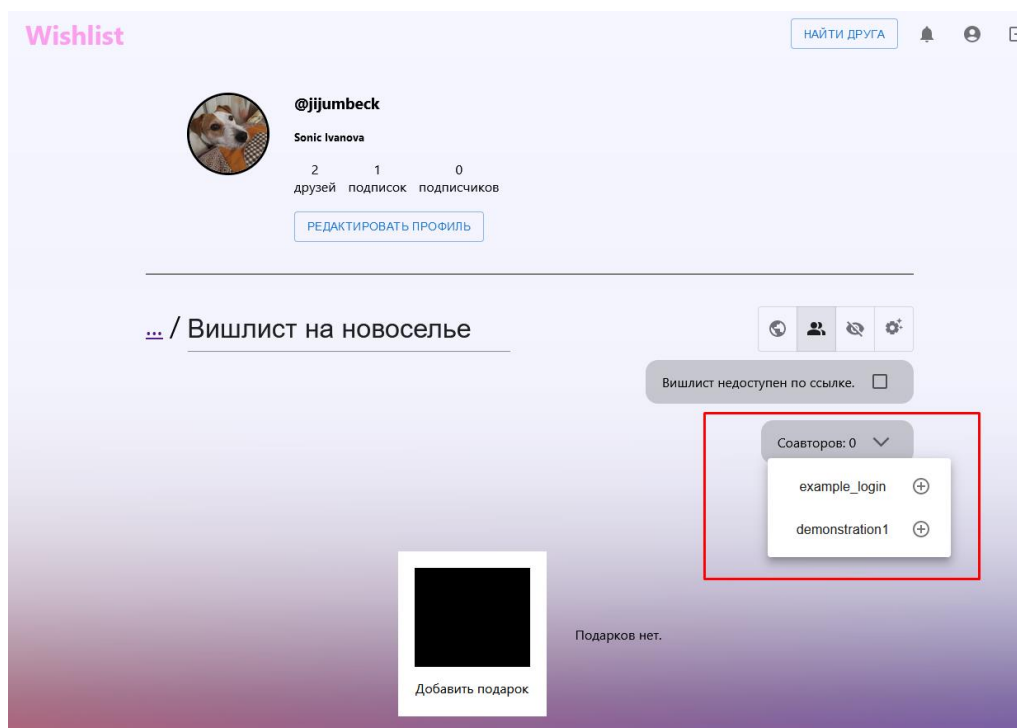 Wishlist
НАЙТИ ДРУГА
@jijumbeck
Sonic Ivanova
2 1 0
друзей подписок подписчиков
РЕДАКТИРОВАТЬ ПРОФИЛЬ
... / Вишлист на новоселье
Вишлист недоступен по ссылке.
Соавторов: 0
example_login
demonstration1
Подарков нет.
Добавить подарок